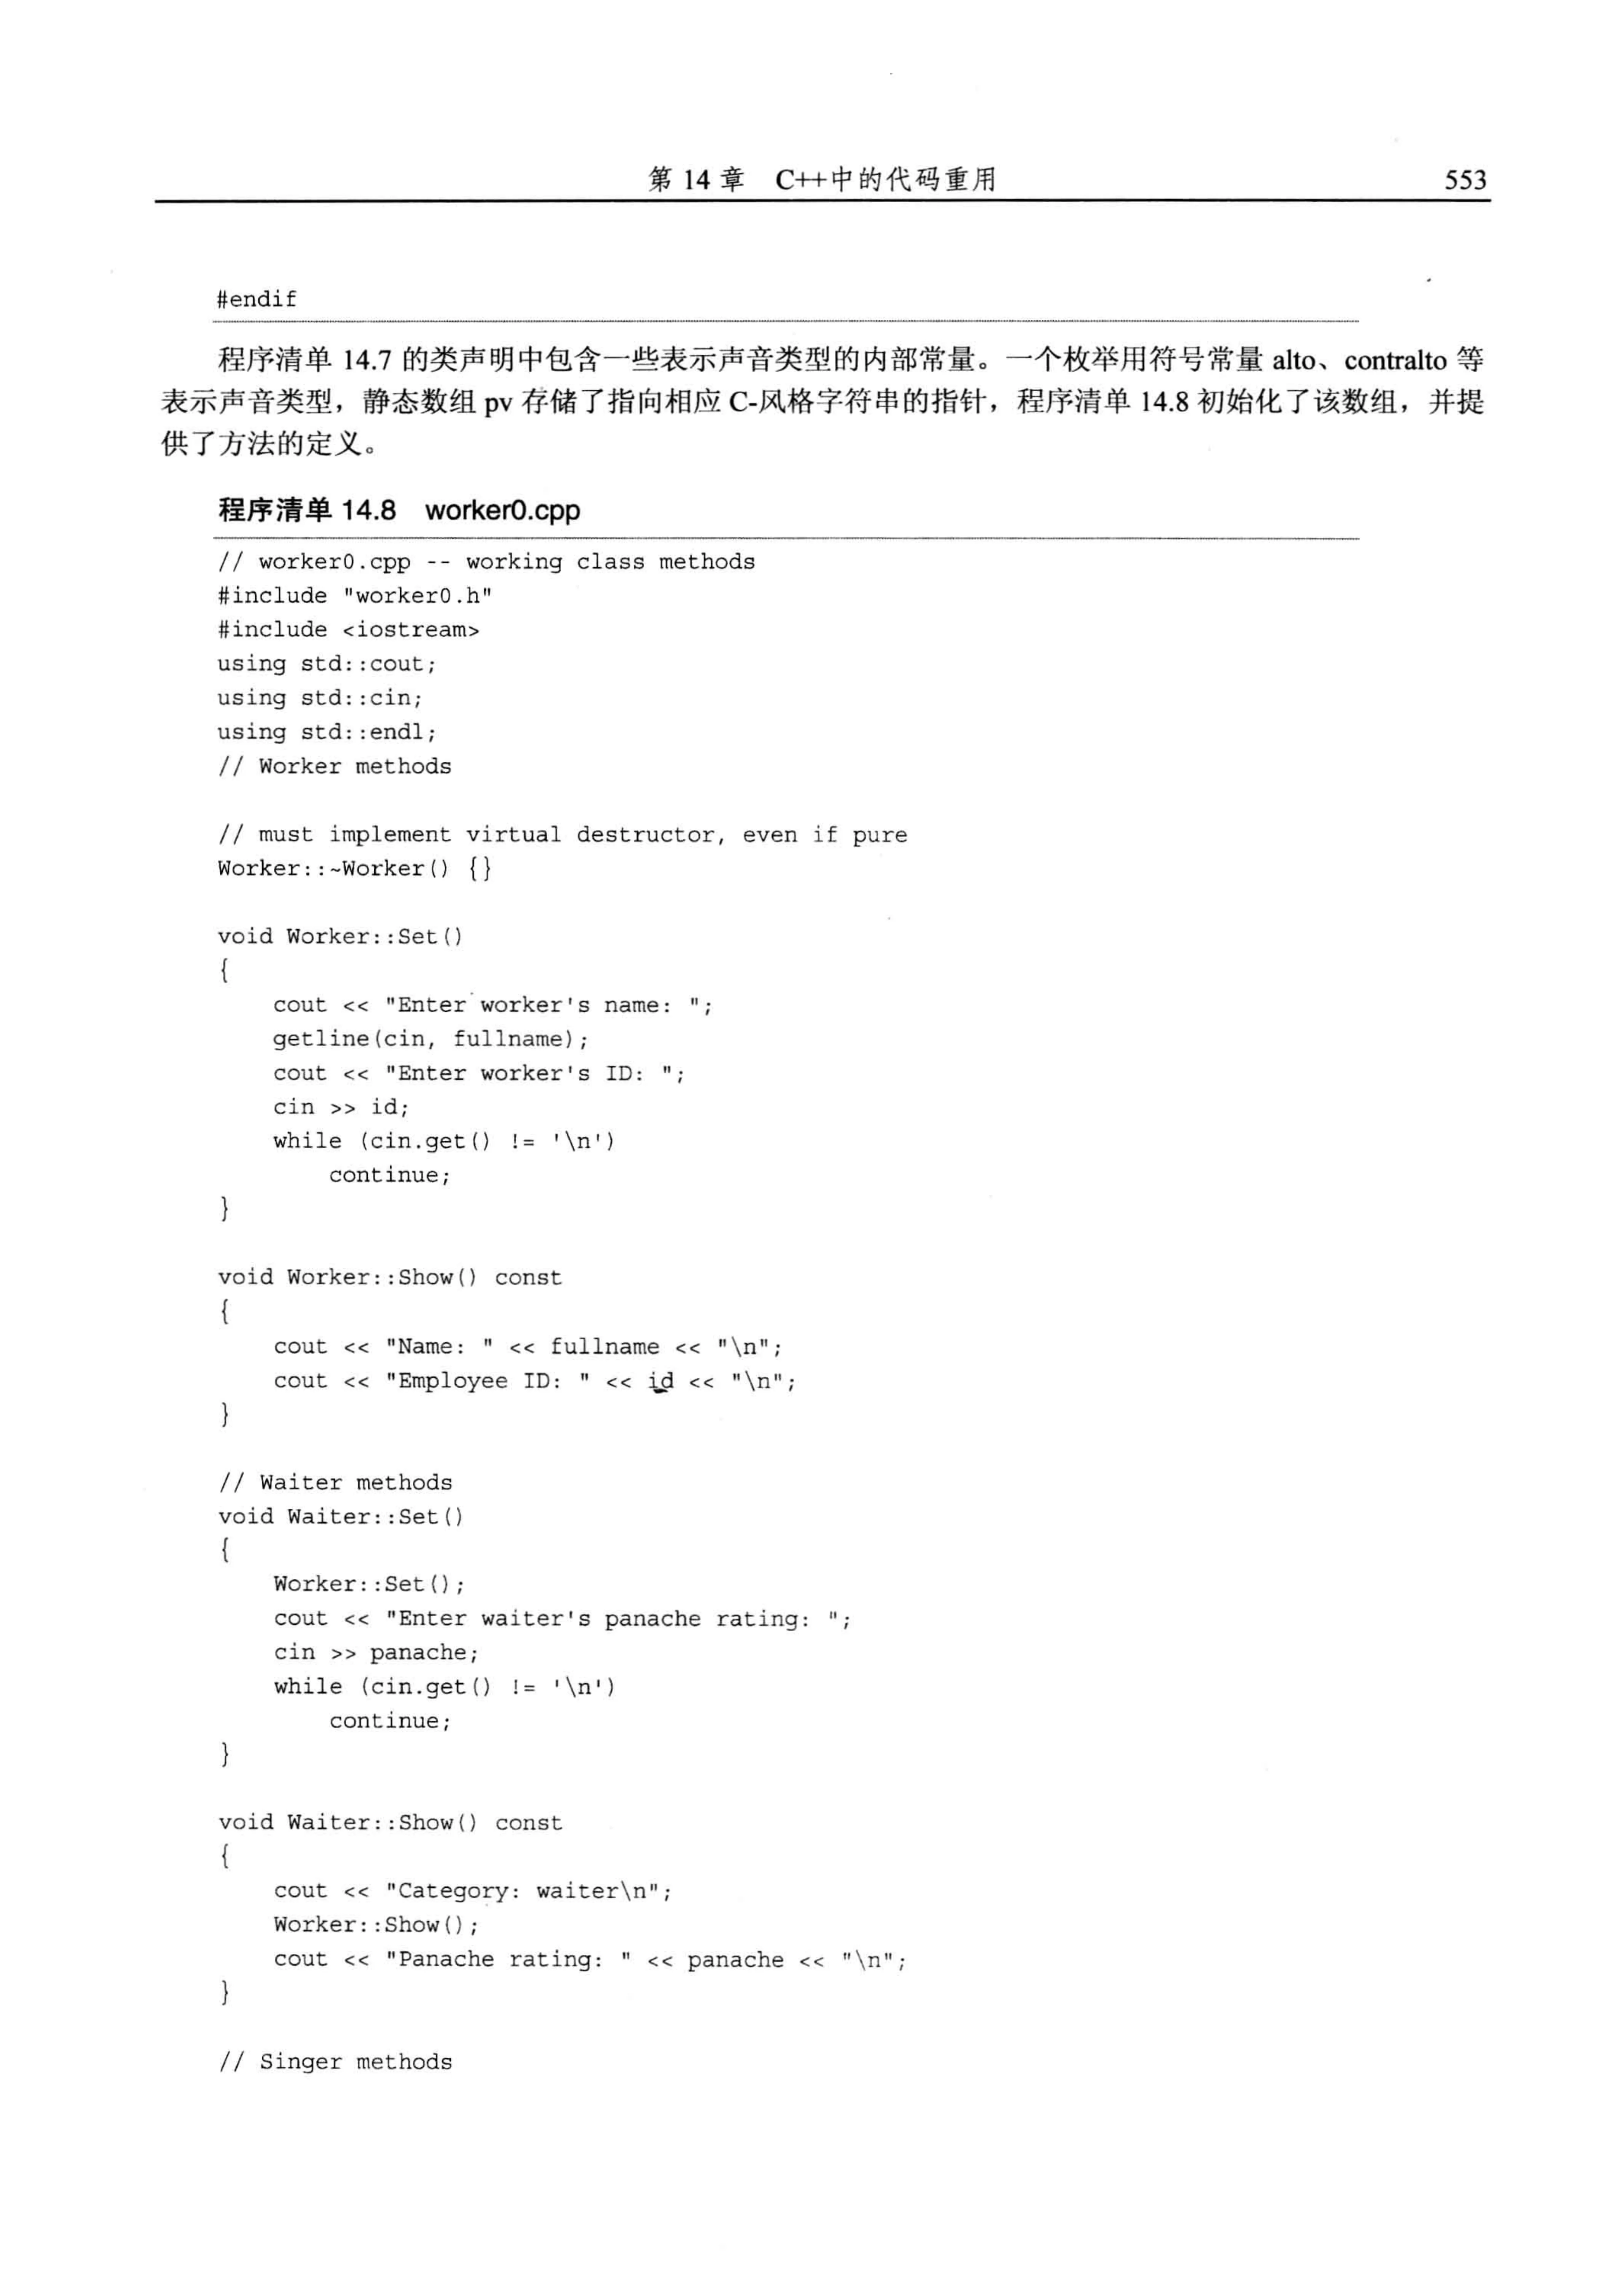 第 14 章 C++中的代码重用 553
#endif
程序清单 14.7 的类声明中包含一些表示声音类型的内部常量。一个枚举用符号常量 alto、contralto 等
表示声音类型，静态数组 pv 存储了指向相应 C-风格字符串的指针，程序清单 14.8 初始化了该数组，并提
供了方法的定义。
程序清单 14.8 worker0.cpp
// worker0.cpp -- working class methods
#include "worker0.h"
#include <iostream>
using std::cout;
using std::cin;
using std::endl;
// Worker methods
// must implement virtual destructor, even if pure
Worker::~Worker() {}
void Worker::Set()
{
    cout << "Enter worker's name: ";
    getline(cin, fullname);
    cout << "Enter worker's ID: ";
    cin >> id;
    while (cin.get() != '\n')
        continue;
}
void Worker::Show() const
{
    cout << "Name: " << fullname << "\n";
    cout << "Employee ID: " << id << "\n";
}
// Waiter methods
void Waiter::Set()
{
    Worker::Set();
    cout << "Enter waiter's panache rating: ";
    cin >> panache;
    while (cin.get() != '\n')
        continue;
}
void Waiter::Show() const
{
    cout << "Category: waiter\n";
    Worker::Show();
    cout << "Panache rating: " << panache << "\n";
}
// Singer methods